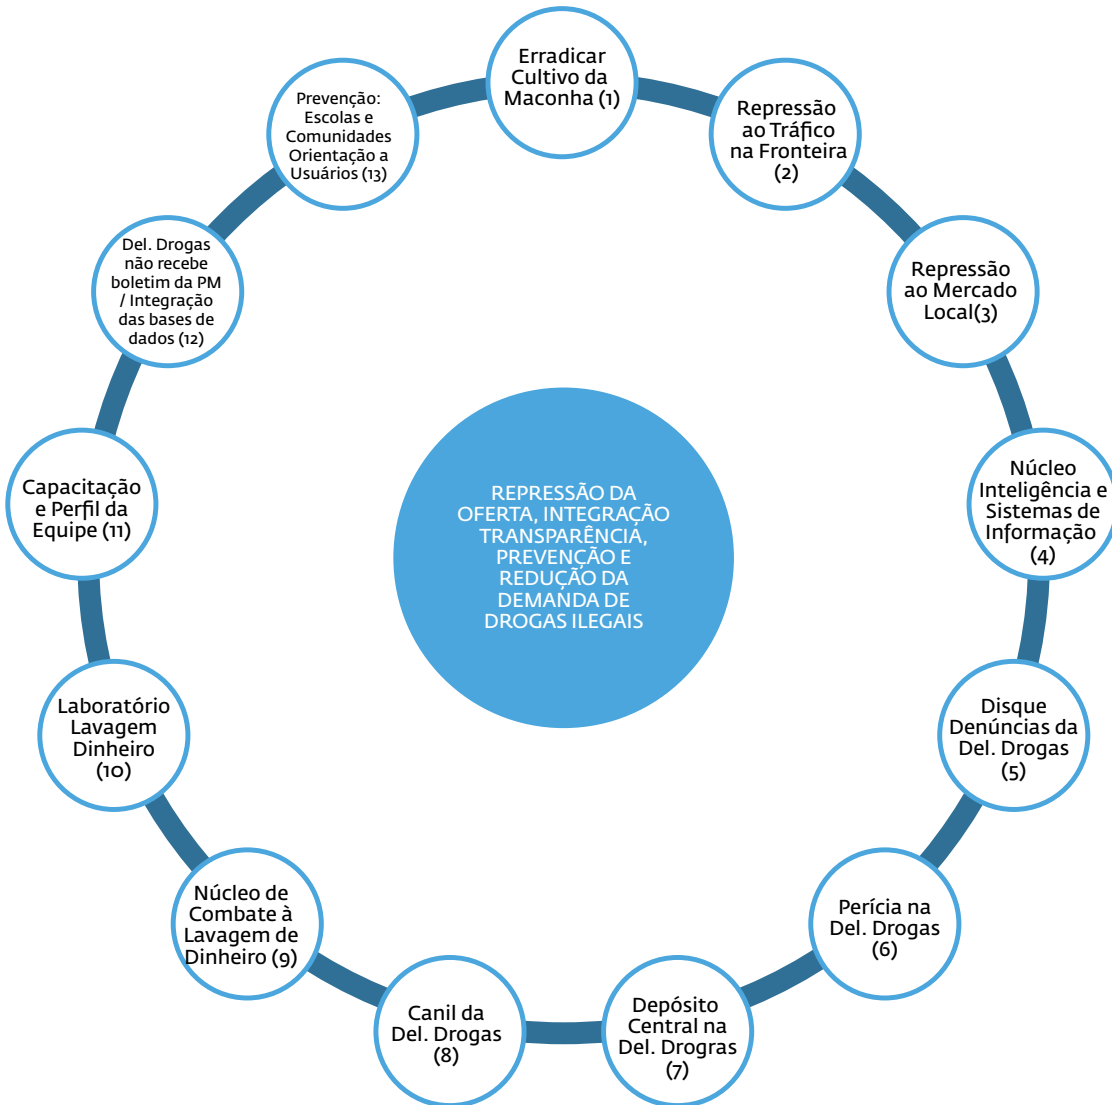 Erradicar
Cultivo da
Maconha (1)
Repressão
ao Tráfico
na Fronteira
(2)
Repressão
ao Mercado
Local(3)
Núcleo
Inteligência e
Sistemas de
Informação
(4)
Disque
Denúncias da
Del. Drogas
(5)
Perícia na
Del. Drogas
(6)
Depósito
Central na
Del. Drogras
(7)
Canil da
Del. Drogas
(8)
Núcleo de
Combate à
Lavagem de
Dinheiro (9)
Laboratório
Lavagem
Dinheiro
(10)
Capacitação
e Perfil da
Equipe (11)
Del. Drogas
não recebe
boletim da PM
/ Integração
das bases de
dados (12)
Prevenção:
Escolas e
Comunidades
Orientação a
Usuários (13)
REPRESSÃO DA
OFERTA, INTEGRAÇÃO
TRANSPARÊNCIA,
PREVENÇÃO E
REDUÇÃO DA
DEMANDA DE
DROGAS ILEGAIS